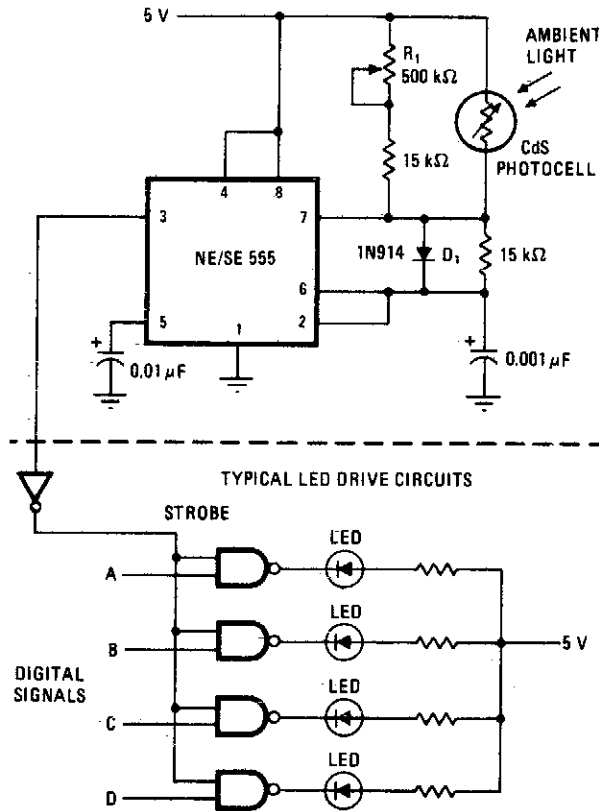 5 V
AMBIENT
LIGHT
R1
500 kΩ
15 kΩ
CdS
PHOTOCELL
4
8
3
7
NE/SE 555
1N914
D1
15 kΩ
6
5
1
2
+
0.01 μF
+
0.001 μF
TYPICAL LED DRIVE CIRCUITS
STROBE
LED
A
LED
B
5 V
DIGITAL
SIGNALS
LED
C
LED
D